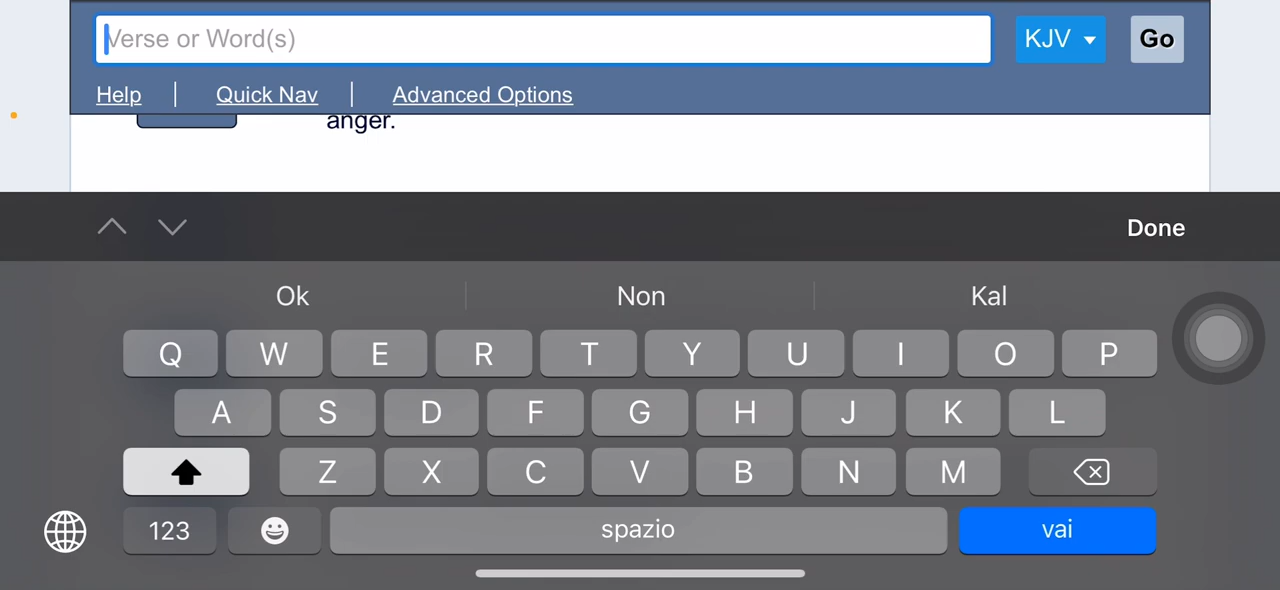 Verse or Word(s) KJV Go
Help Quick Nav Advanced Options
anger.
Done
Ok Non Kal
Q W E R T Y U I O P
A S D F G H J K L
Z X C V B N M
123 spazio vai